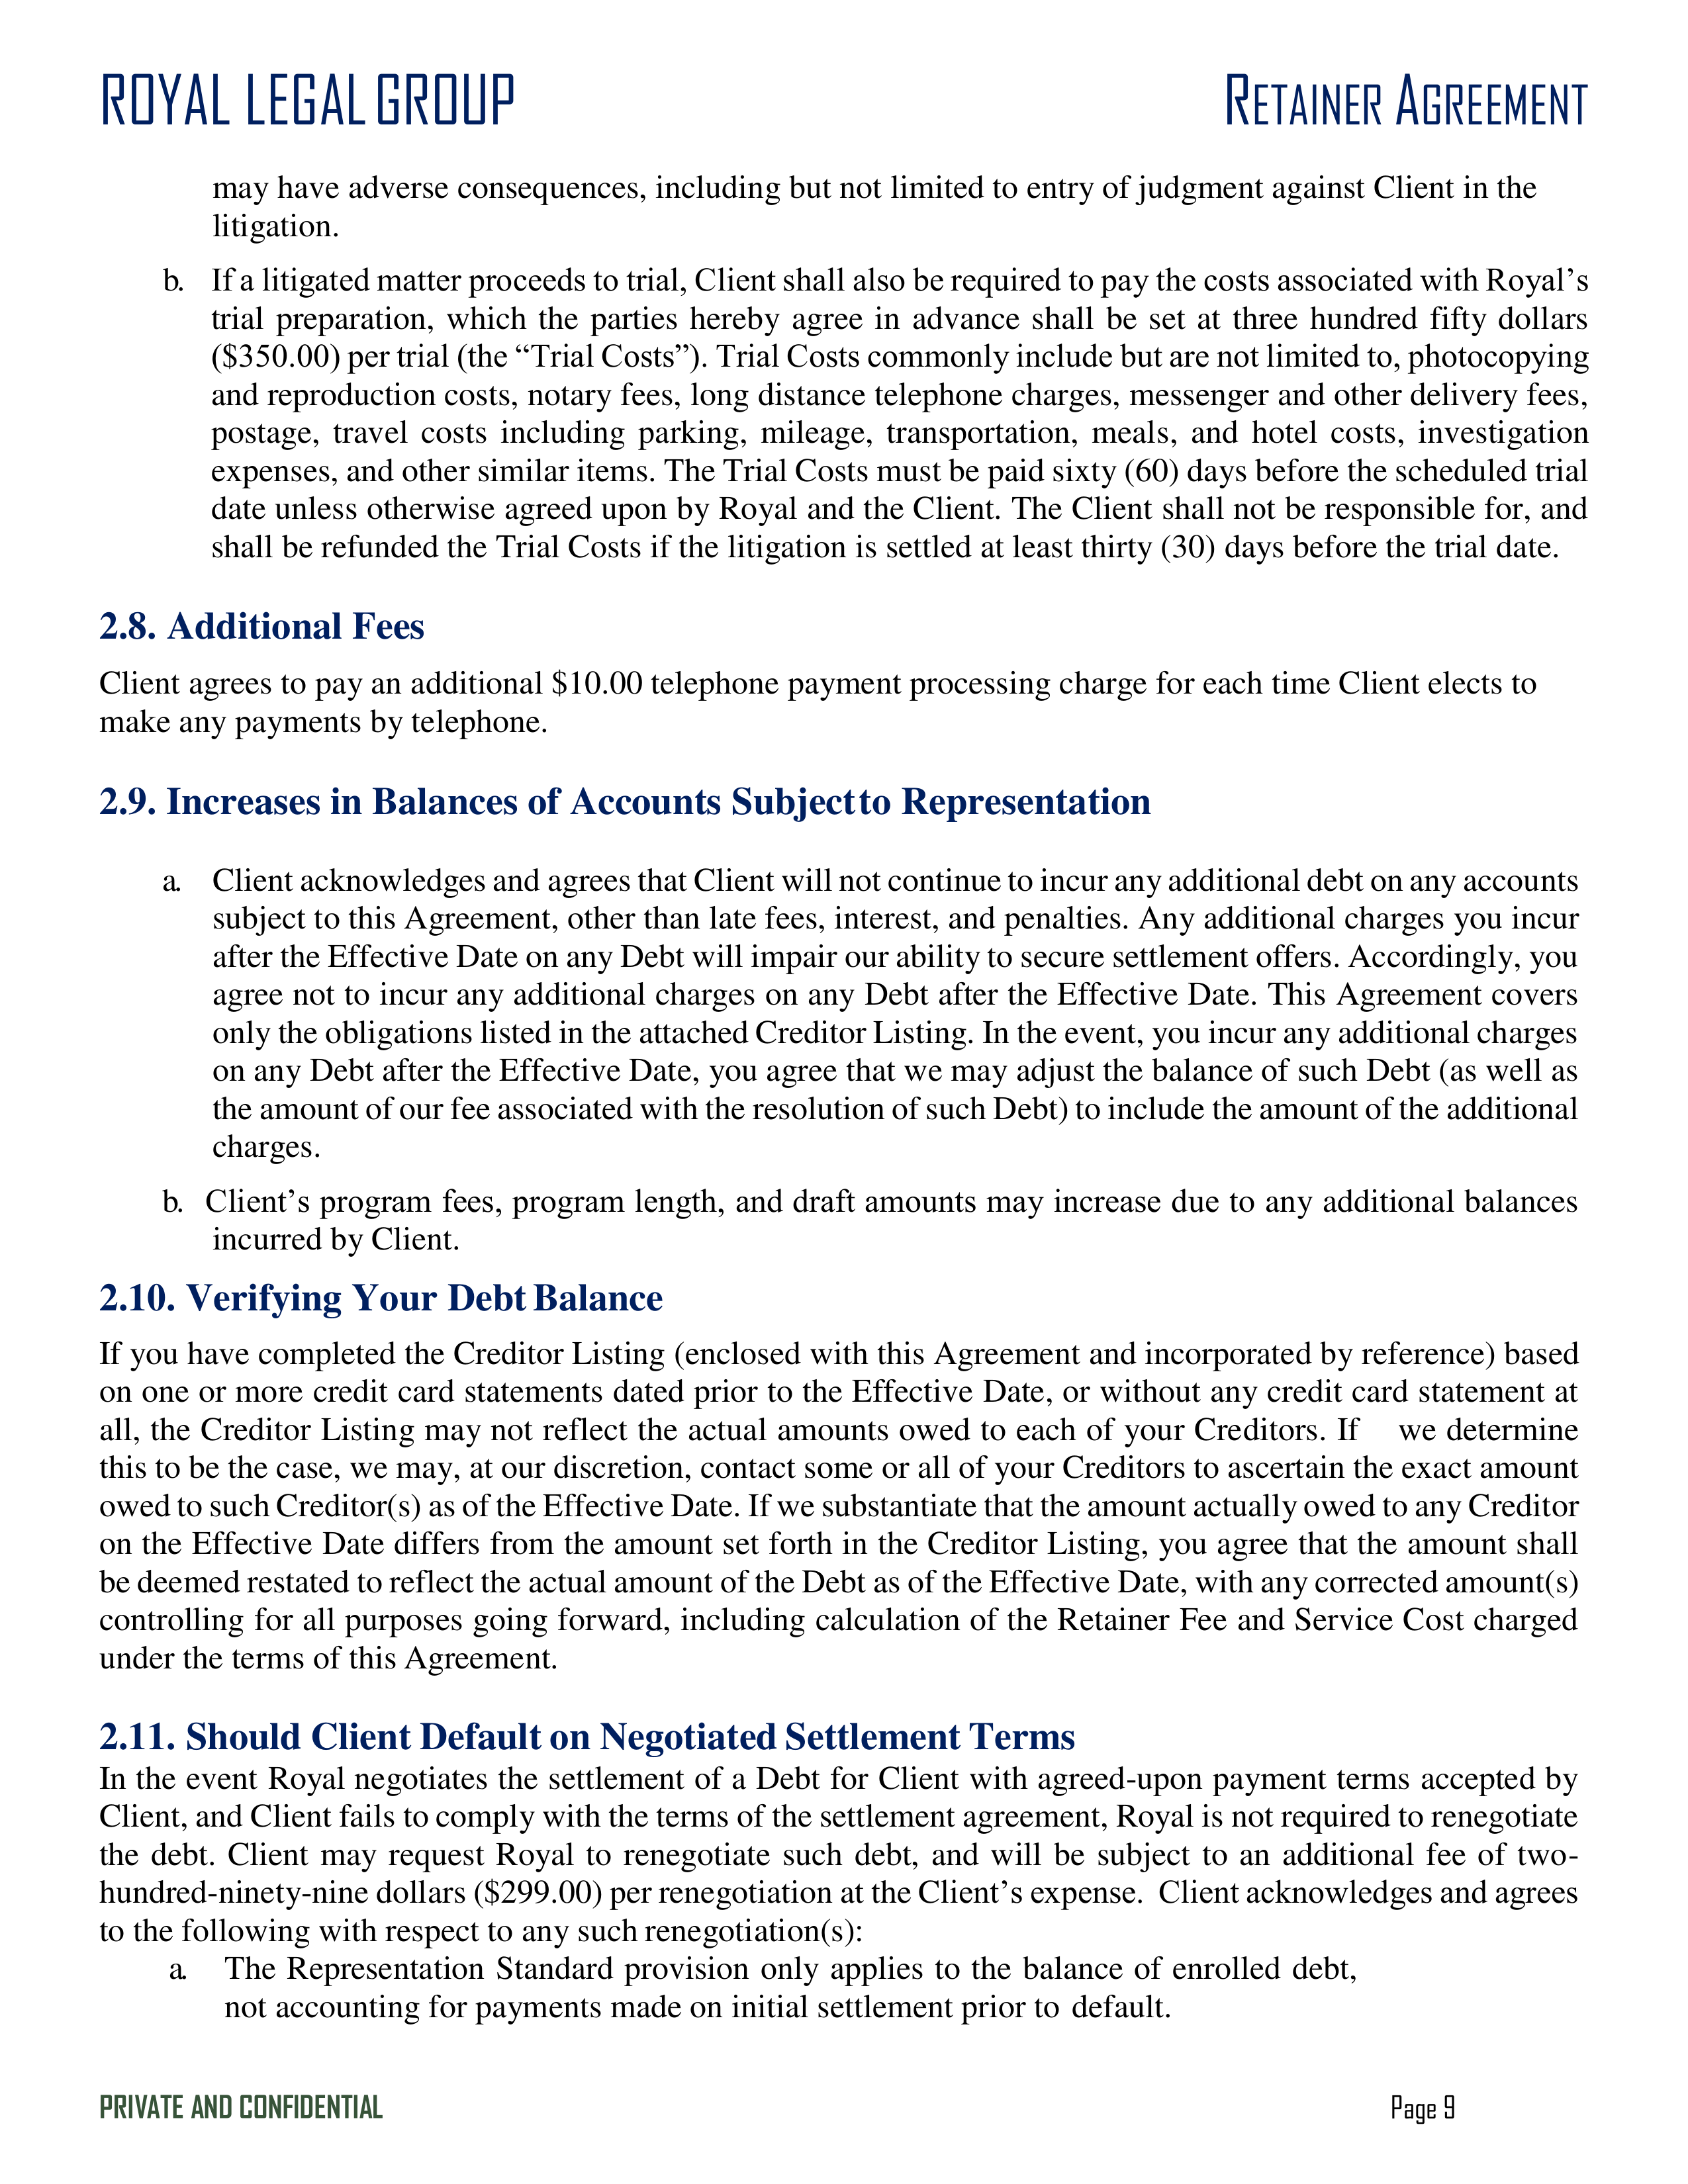 ROYAL LEGAL GROUP
RETAINER AGREEMENT
may have adverse consequences, including but not limited to entry of judgment against Client in the
litigation.
b. If a litigated matter proceeds to trial, Client shall also be required to pay the costs associated with Royal’s
trial preparation, which the parties hereby agree in advance shall be set at three hundred fifty dollars
($350.00) per trial (the “Trial Costs”). Trial Costs commonly include but are not limited to, photocopying
and reproduction costs, notary fees, long distance telephone charges, messenger and other delivery fees,
postage, travel costs including parking, mileage, transportation, meals, and hotel costs, investigation
expenses, and other similar items. The Trial Costs must be paid sixty (60) days before the scheduled trial
date unless otherwise agreed upon by Royal and the Client. The Client shall not be responsible for, and
shall be refunded the Trial Costs if the litigation is settled at least thirty (30) days before the trial date.
2.8. Additional Fees
Client agrees to pay an additional $10.00 telephone payment processing charge for each time Client elects to
make any payments by telephone.
2.9. Increases in Balances of Accounts Subject to Representation
a. Client acknowledges and agrees that Client will not continue to incur any additional debt on any accounts
subject to this Agreement, other than late fees, interest, and penalties. Any additional charges you incur
after the Effective Date on any Debt will impair our ability to secure settlement offers. Accordingly, you
agree not to incur any additional charges on any Debt after the Effective Date. This Agreement covers
only the obligations listed in the attached Creditor Listing. In the event, you incur any additional charges
on any Debt after the Effective Date, you agree that we may adjust the balance of such Debt (as well as
the amount of our fee associated with the resolution of such Debt) to include the amount of the additional
charges.
b. Client’s program fees, program length, and draft amounts may increase due to any additional balances
incurred by Client.
2.10. Verifying Your Debt Balance
If you have completed the Creditor Listing (enclosed with this Agreement and incorporated by reference) based
on one or more credit card statements dated prior to the Effective Date, or without any credit card statement at
all, the Creditor Listing may not reflect the actual amounts owed to each of your Creditors. If we determine
this to be the case, we may, at our discretion, contact some or all of your Creditors to ascertain the exact amount
owed to such Creditor(s) as of the Effective Date. If we substantiate that the amount actually owed to any Creditor
on the Effective Date differs from the amount set forth in the Creditor Listing, you agree that the amount shall
be deemed restated to reflect the actual amount of the Debt as of the Effective Date, with any corrected amount(s)
controlling for all purposes going forward, including calculation of the Retainer Fee and Service Cost charged
under the terms of this Agreement.
2.11. Should Client Default on Negotiated Settlement Terms
In the event Royal negotiates the settlement of a Debt for Client with agreed-upon payment terms accepted by
Client, and Client fails to comply with the terms of the settlement agreement, Royal is not required to renegotiate
the debt. Client may request Royal to renegotiate such debt, and will be subject to an additional fee of two-
hundred-ninety-nine dollars ($299.00) per renegotiation at the Client’s expense. Client acknowledges and agrees
to the following with respect to any such renegotiation(s):
a. The Representation Standard provision only applies to the balance of enrolled debt,
not accounting for payments made on initial settlement prior to default.
PRIVATE AND CONFIDENTIAL
Page 9